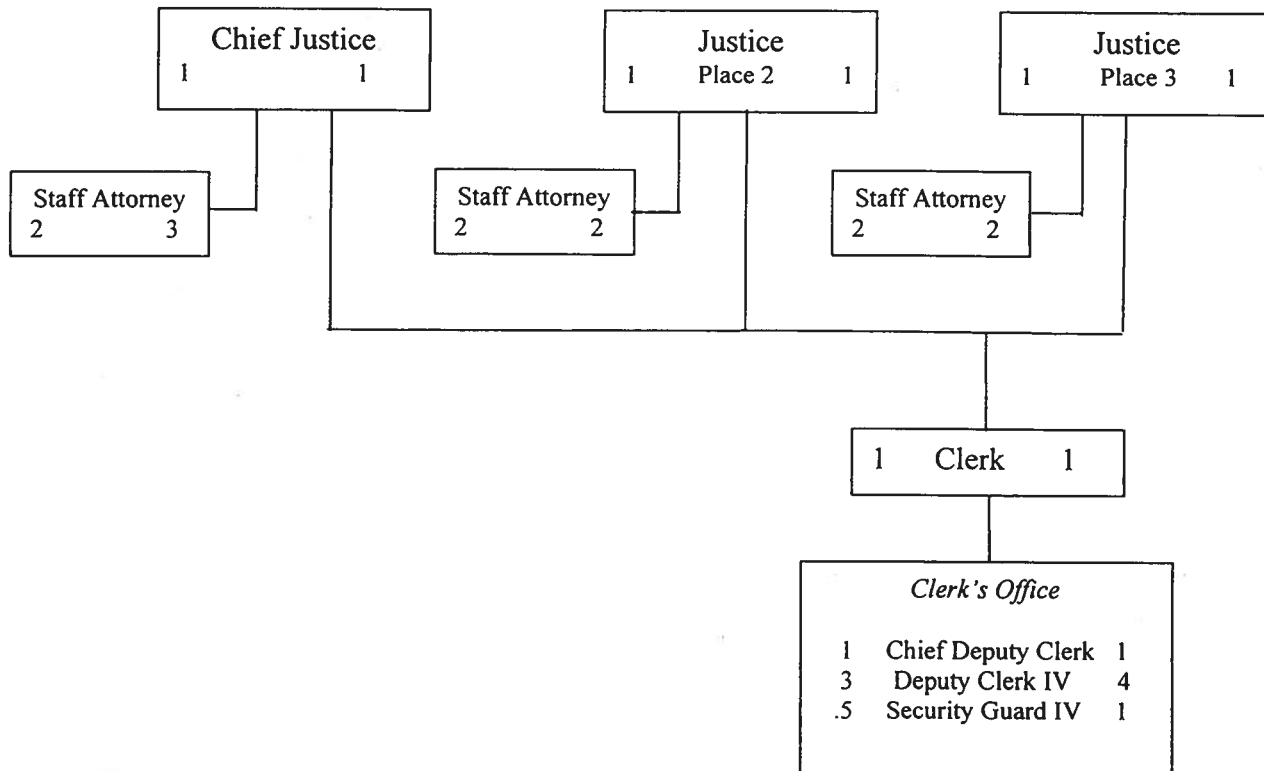 Chief Justice
1 1
Justice
1 Place 2 1
Justice
1 Place 3 1
Staff Attorney
2 3
Staff Attorney
2 2
Staff Attorney
2 2
1 Clerk 1
Clerk's Office
1 Chief Deputy Clerk 1
3 Deputy Clerk IV 4
.5 Security Guard IV 1